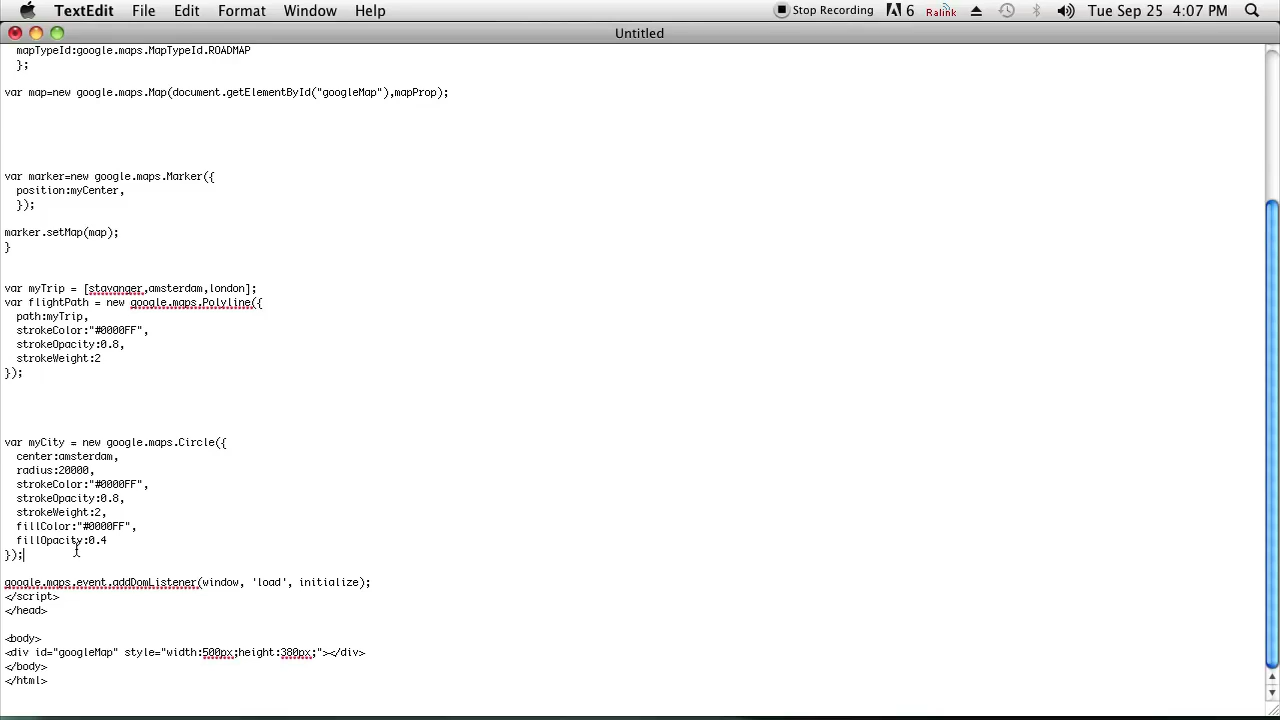 TextEdit File Edit Format Window Help Stop Recording 6 Ralink Tue Sep 25 4:07 PM
Untitled
mapTypeId:google.maps.MapTypeId.ROADMAP
};
var map=new google.maps.Map(document.getElementById("googleMap"),mapProp);
var marker=new google.maps.Marker({
position:myCenter,
});
marker.setMap(map);
}
var myTrip = [stavanger,amsterdam,london];
var flightPath = new google.maps.Polyline({
path:myTrip,
strokeColor:"#0000FF",
strokeOpacity:0.8,
strokeWeight:2
});
var myCity = new google.maps.Circle({
center:amsterdam,
radius:20000,
strokeColor:"#0000FF",
strokeOpacity:0.8,
strokeWeight:2,
fillColor:"#0000FF",
fillOpacity:0.4
});
google.maps.event.addDomListener(window, 'load', initialize);
</script>
</head>
<body>
<div id="googleMap" style="width:500px;height:380px;"></div>
</body>
</html>